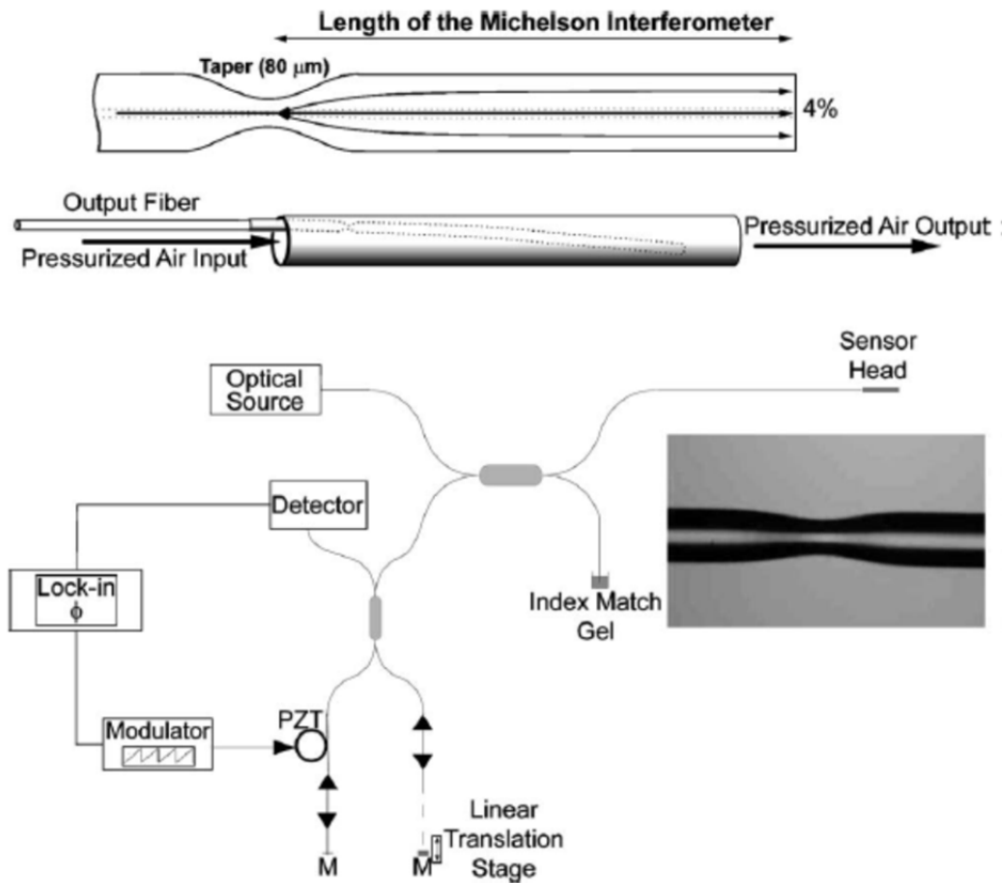 Length of the Michelson Interferometer
Taper (80 μm)
4%
Output Fiber
Pressurized Air Input
Pressurized Air Output :
Sensor
Head
Optical
Source
Detector
Lock-in
ϕ
Index Match
Gel
PZT
Modulator
Linear
Translation
Stage
M
M